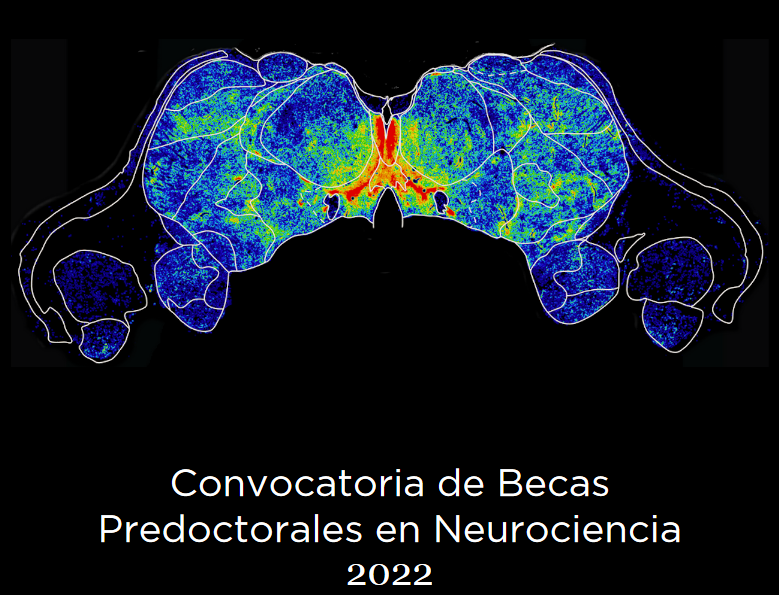 Convocatoria de Becas
Predoctorales en Neurociencia
2022